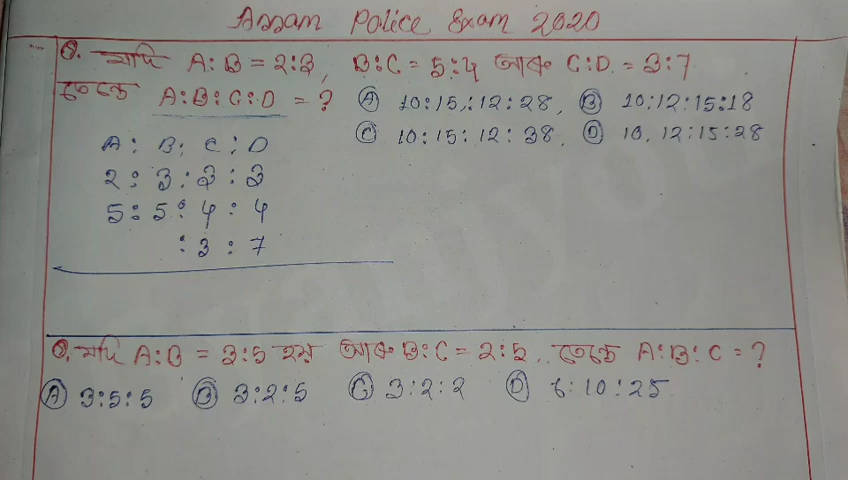 Assam Police Exam 2020
Q. যদি A:B = 2:3, B:C = 5:4 আৰু C:D = 3:7
তেন্তে A:B:C:D = ? Ⓐ 10:15:12:28, Ⓑ 10:12:15:18
Ⓒ 10:15:12:38, Ⓓ 10,12:15:28
A : B : C : D
2 : 3 : 3 : 3
5 : 5 : 4 : 4
: 3 : 7
Q. যদি A:B = 3:5 হয় আৰু B:C = 2:5, তেন্তে A:B:C = ?
Ⓐ 3:5:5 Ⓑ 3:2:5 Ⓒ 3:2:2 Ⓓ 6:10:25